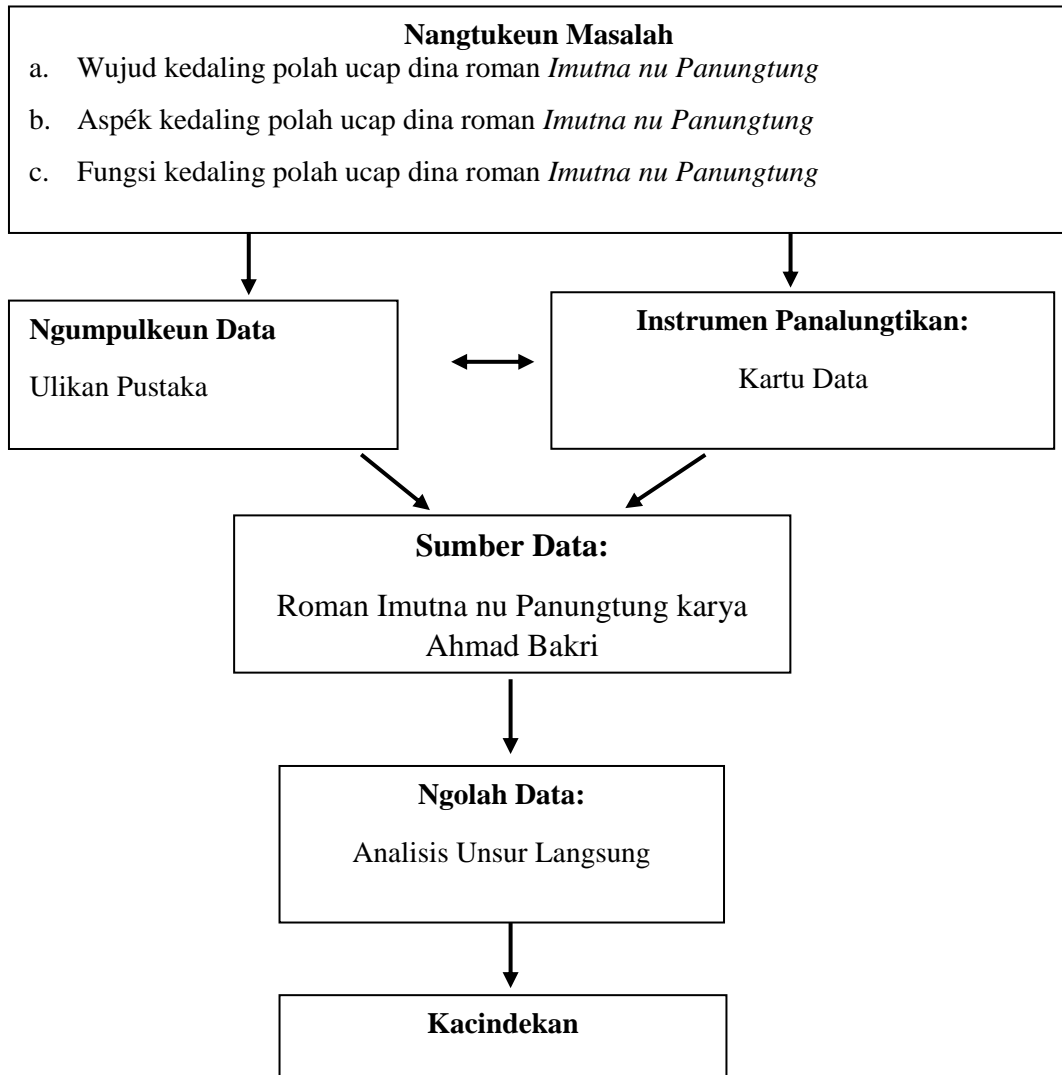 Nangtukeun Masalah
a. Wujud kedaling polah ucap dina roman Imutna nu Panungtung
b. Aspék kedaling polah ucap dina roman Imutna nu Panungtung
c. Fungsi kedaling polah ucap dina roman Imutna nu Panungtung
Ngumpulkeun Data
Ulikan Pustaka
Instrumen Panalungtikan:
Kartu Data
Sumber Data:
Roman Imutna nu Panungtung karya
Ahmad Bakri
Ngolah Data:
Analisis Unsur Langsung
Kacindekan